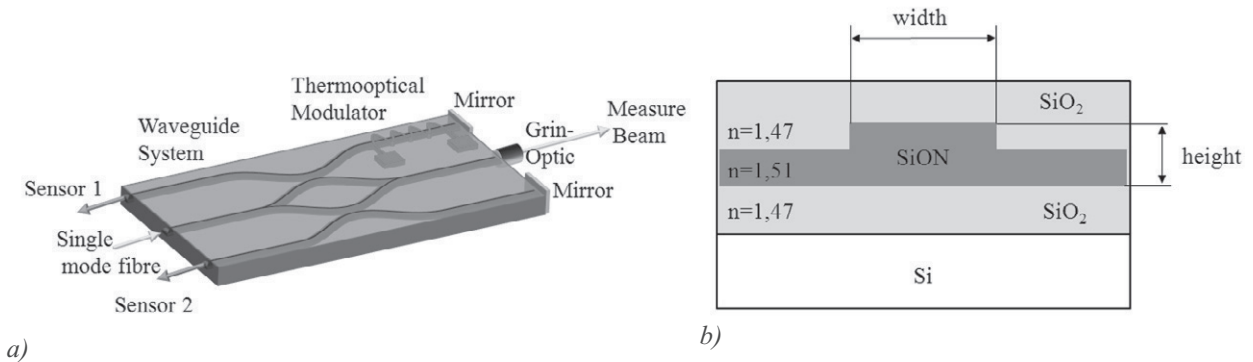 Thermooptical
Modulator
Mirror
Measure
Beam
Waveguide
System
Grin-
Optic
Sensor 1
Mirror
Single
mode fibre
Sensor 2
a)
width
SiO2
n=1,47
SiON
height
n=1,51
n=1,47
SiO2
Si
b)